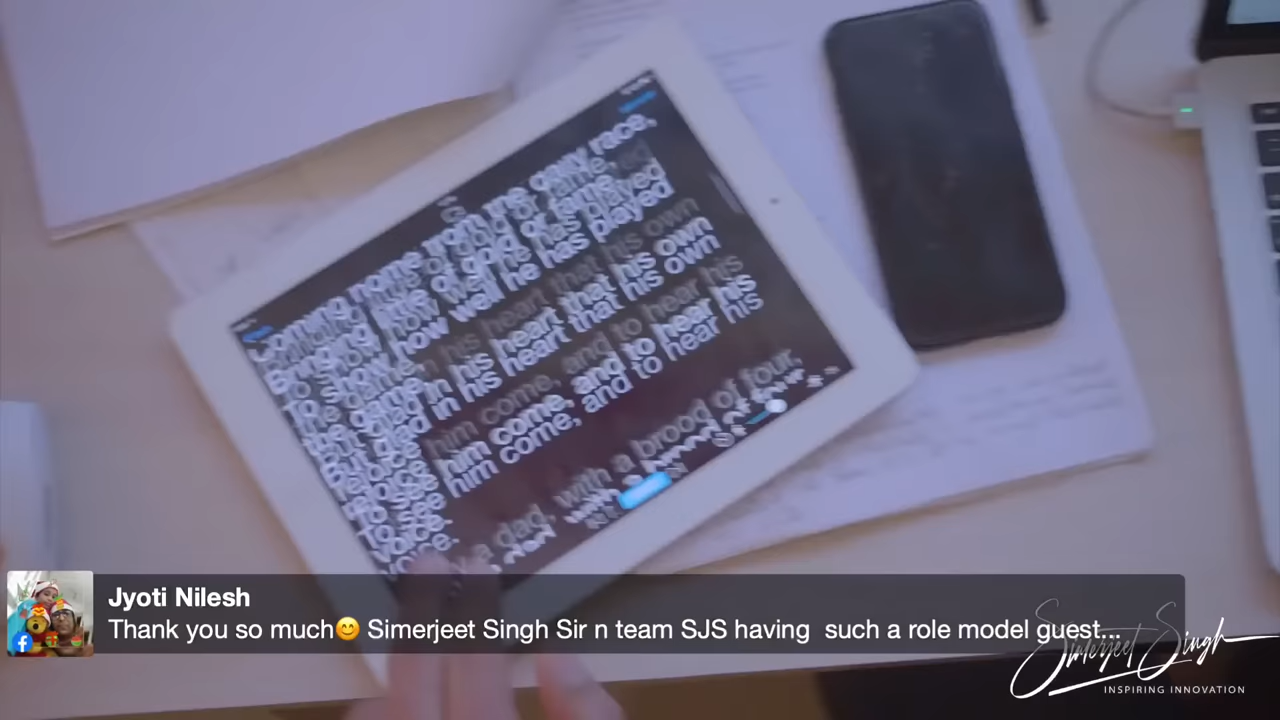 Coming home from the daily race,
Bringing little of gold or fame,
To show how well he has played
the game,
But glad in his heart that his own
rejoice
To see him come, and to hear his
voice.
a dad, with a brood of four,
Jyoti Nilesh
Thank you so much😊 Simerjeet Singh Sir n team SJS having such a role model guest...
Simerjeet Singh
INSPIRING INNOVATION